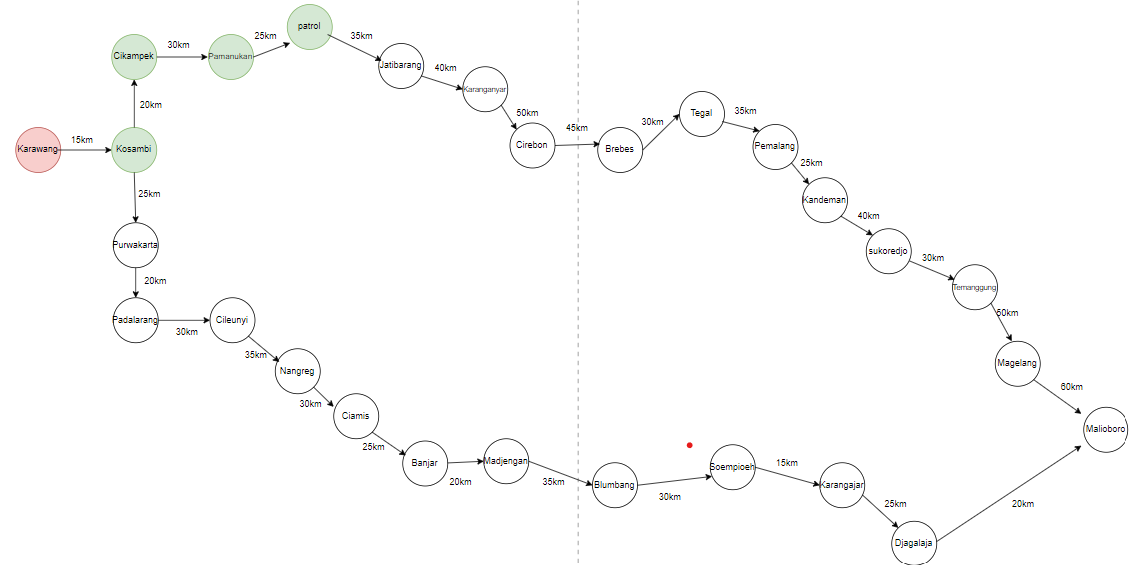 patrol
25km
35km
30km
Cikampek
Pamanukan
Jatibarang
40km
Karanganyar
20km
50km
15km
Karawang
Kosambi
Cirebon
45km
Brebes
30km
Tegal
35km
Pemalang
25km
Kandeman
40km
sukoredjo
30km
Temanggung
50km
Magelang
60km
Malioboro
25km
Purwakarta
20km
Padalarang
30km
Cileunyi
35km
Nangreg
30km
Ciamis
25km
Banjar
20km
Madjengan
35km
Blumbang
30km
Soempioeh
15km
Karangajar
25km
Djagalaja
20km